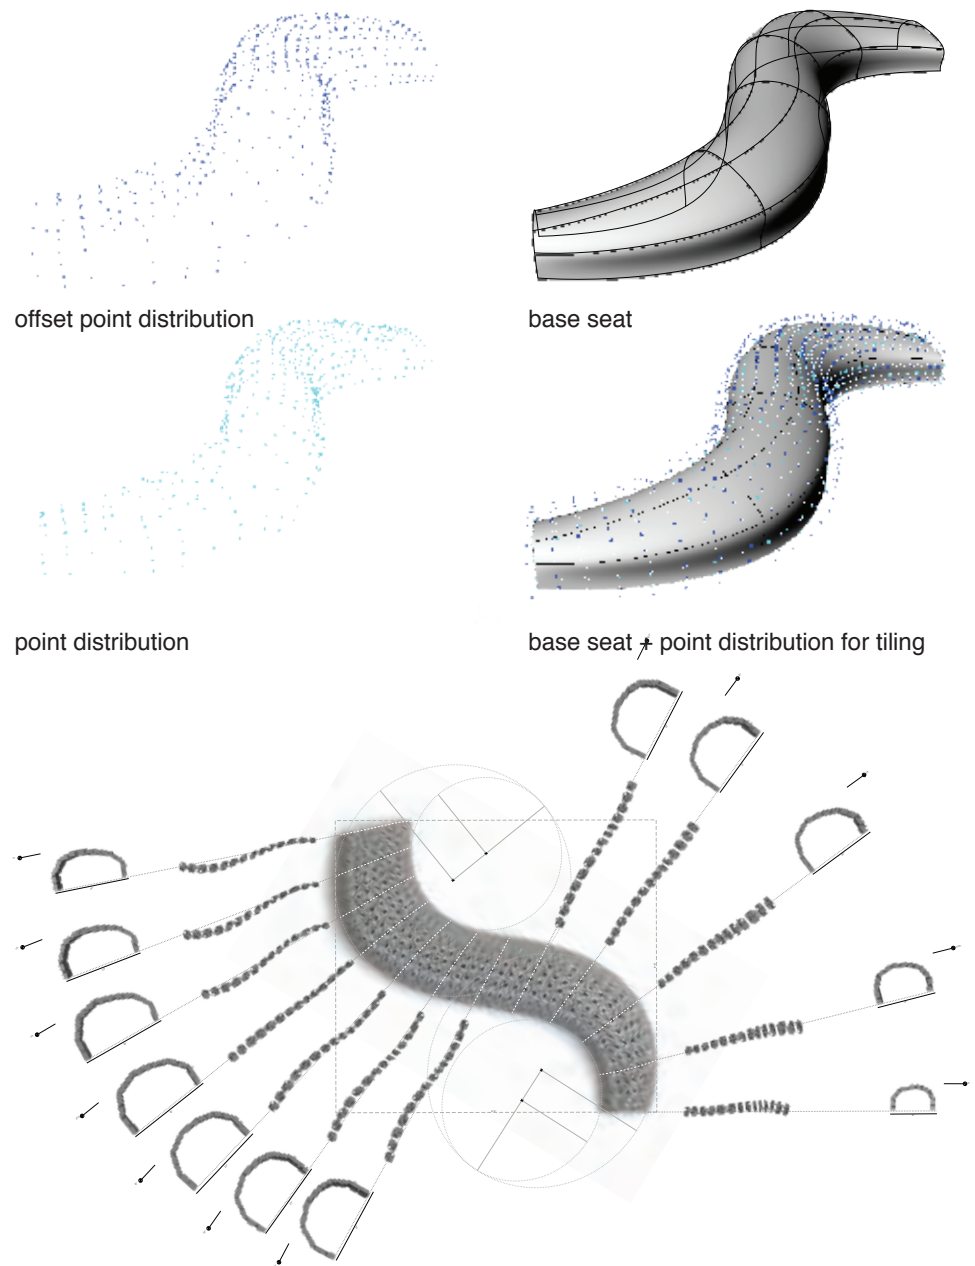 offset point distribution
base seat
point distribution
base seat + point distribution for tiling